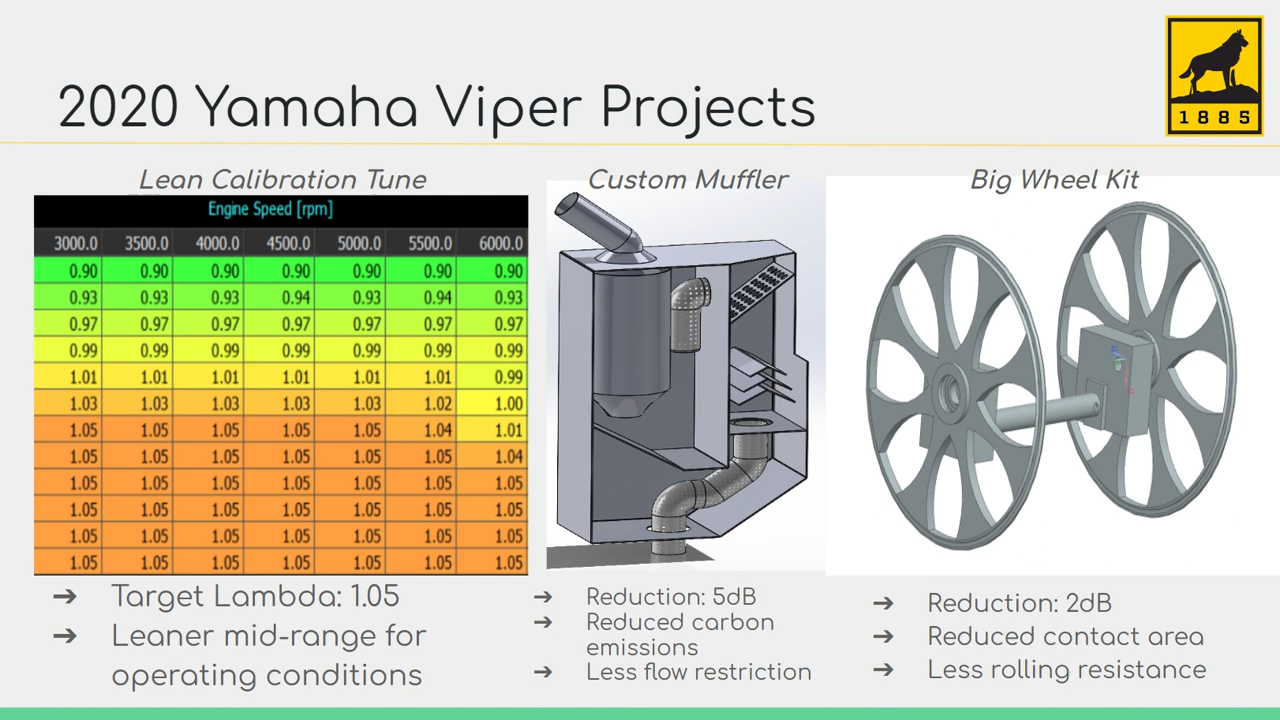 2020 Yamaha Viper Projects
1885
Lean Calibration Tune
Engine Speed [rpm]
3000.0 3500.0 4000.0 4500.0 5000.0 5500.0 6000.0
0.90 0.90 0.90 0.90 0.90 0.90 0.90
0.93 0.93 0.93 0.94 0.93 0.94 0.93
0.97 0.97 0.97 0.97 0.97 0.97 0.97
0.99 0.99 0.99 0.99 0.99 0.99 0.99
1.01 1.01 1.01 1.01 1.01 1.01 0.99
1.03 1.03 1.03 1.03 1.03 1.02 1.00
1.05 1.05 1.05 1.05 1.05 1.04 1.01
1.05 1.05 1.05 1.05 1.05 1.05 1.04
1.05 1.05 1.05 1.05 1.05 1.05 1.05
1.05 1.05 1.05 1.05 1.05 1.05 1.05
1.05 1.05 1.05 1.05 1.05 1.05 1.05
1.05 1.05 1.05 1.05 1.05 1.05 1.05
➔ Target Lambda: 1.05
➔ Leaner mid-range for
operating conditions
Custom Muffler
➔ Reduction: 5dB
➔ Reduced carbon
emissions
➔ Less flow restriction
Big Wheel Kit
➔ Reduction: 2dB
➔ Reduced contact area
➔ Less rolling resistance